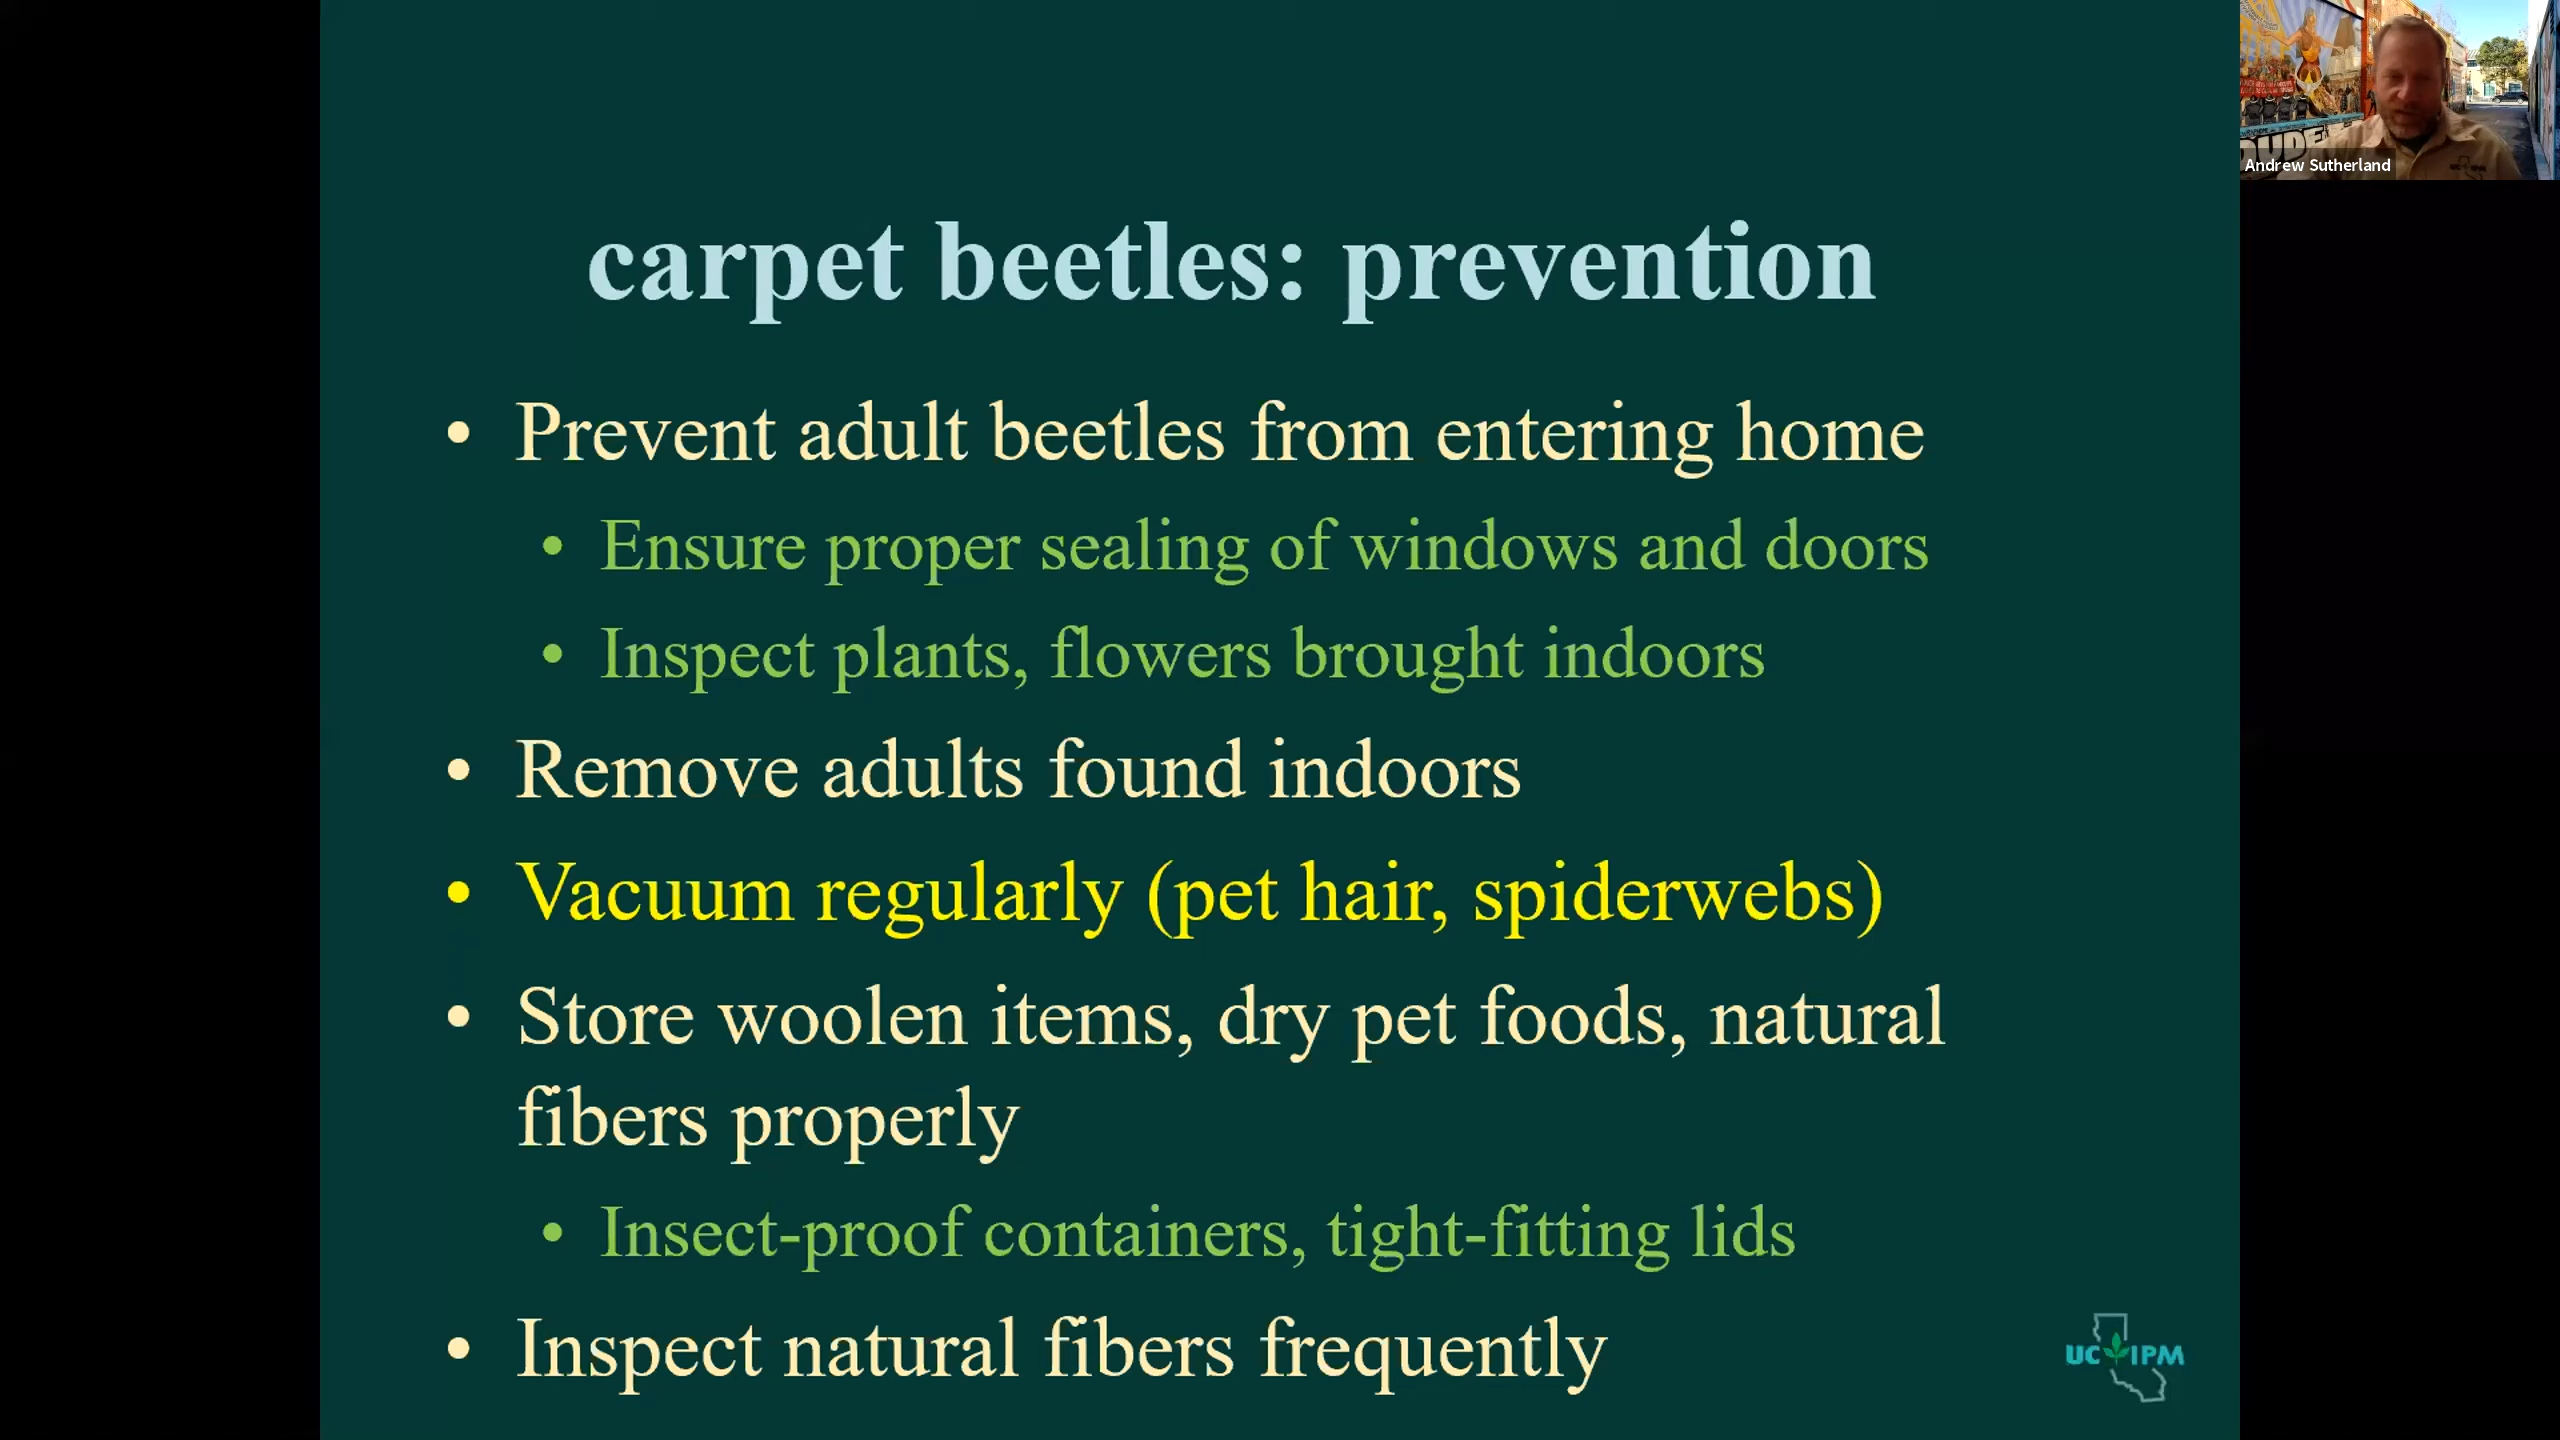 carpet beetles: prevention
• Prevent adult beetles from entering home
• Ensure proper sealing of windows and doors
• Inspect plants, flowers brought indoors
• Remove adults found indoors
• Vacuum regularly (pet hair, spiderwebs)
• Store woolen items, dry pet foods, natural
fibers properly
• Insect-proof containers, tight-fitting lids
• Inspect natural fibers frequently
UC IPM
Andrew Sutherland